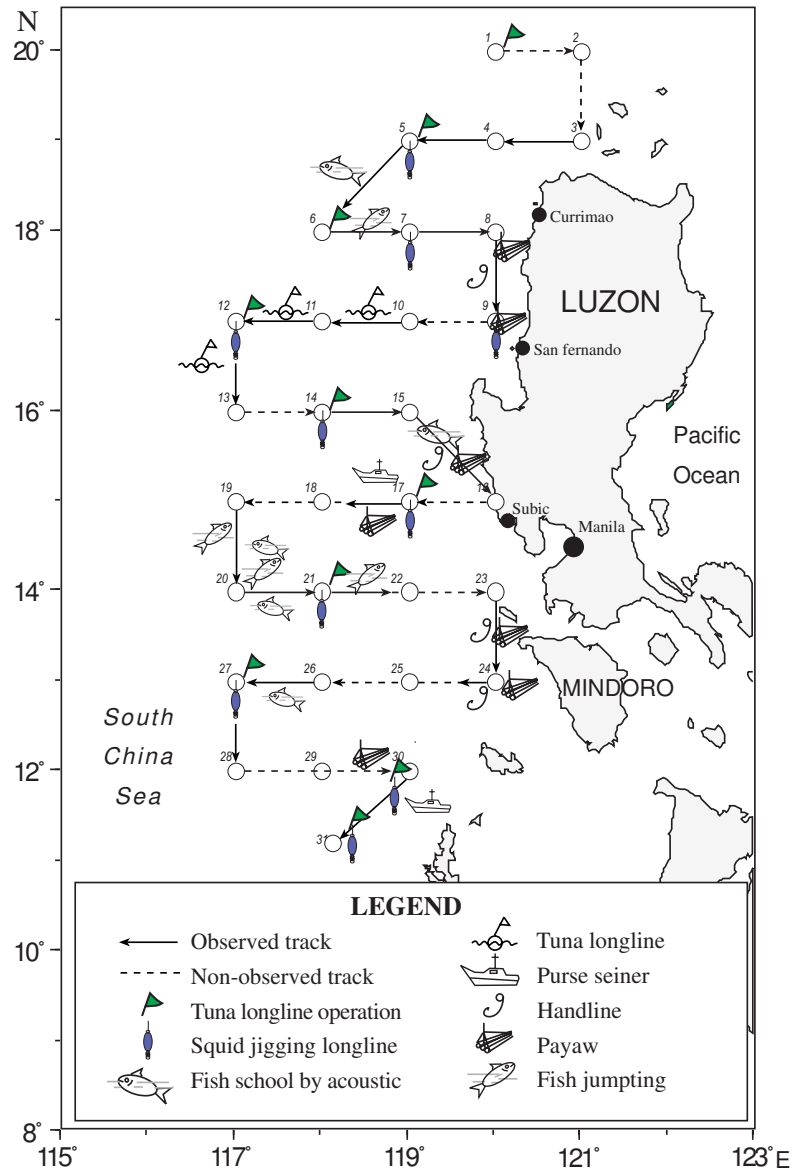 N
20°
1 2
5 4 3
18°
6 7 8
Currimao
LUZON
12 11 10 9
San fernando
16°
13 14 15
Pacific
Ocean
19 18 17
Subic
Manila
14°
20 21 22 23
27 26 25 24
MINDORO
South
China
Sea
28 29 30
12°
31
LEGEND
Observed track
Non-observed track
Tuna longline operation
Squid jigging longline
Fish school by acoustic
Tuna longline
Purse seiner
Handline
Payaw
Fish jumpting
10°
8°
115° 117° 119° 121° 123° E